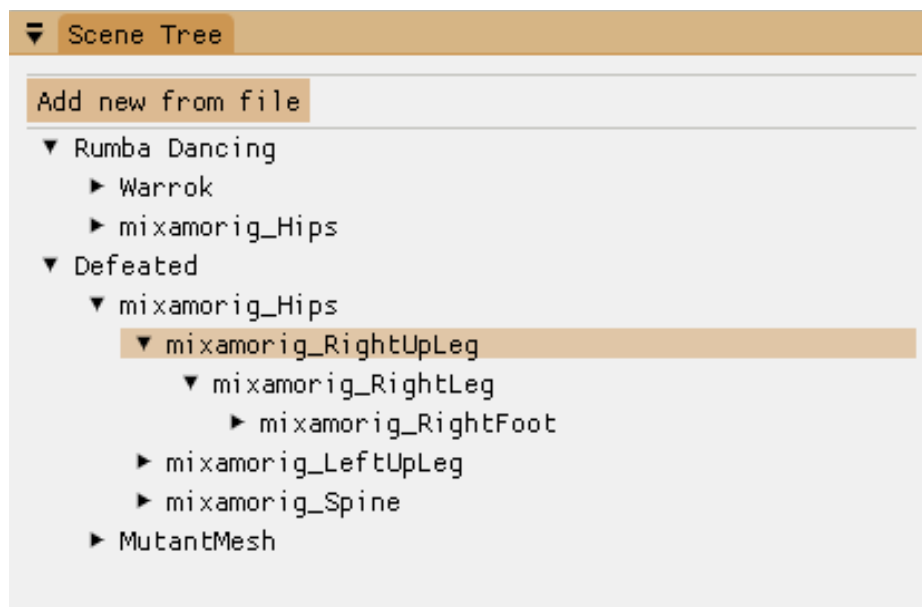 Scene Tree
Add new from file
Rumba Dancing
Warrok
mixamorig_Hips
Defeated
mixamorig_Hips
mixamorig_RightUpLeg
mixamorig_RightLeg
mixamorig_RightFoot
mixamorig_LeftUpLeg
mixamorig_Spine
MutantMesh